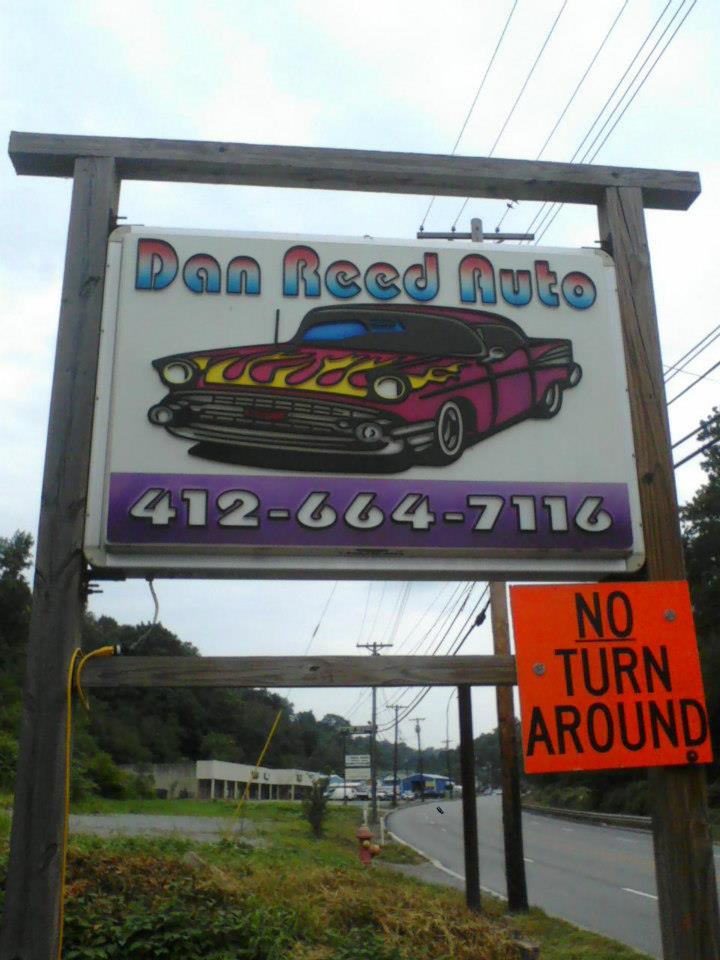 Dan Reed Auto
412-664-7116
NO
TURN
AROUND